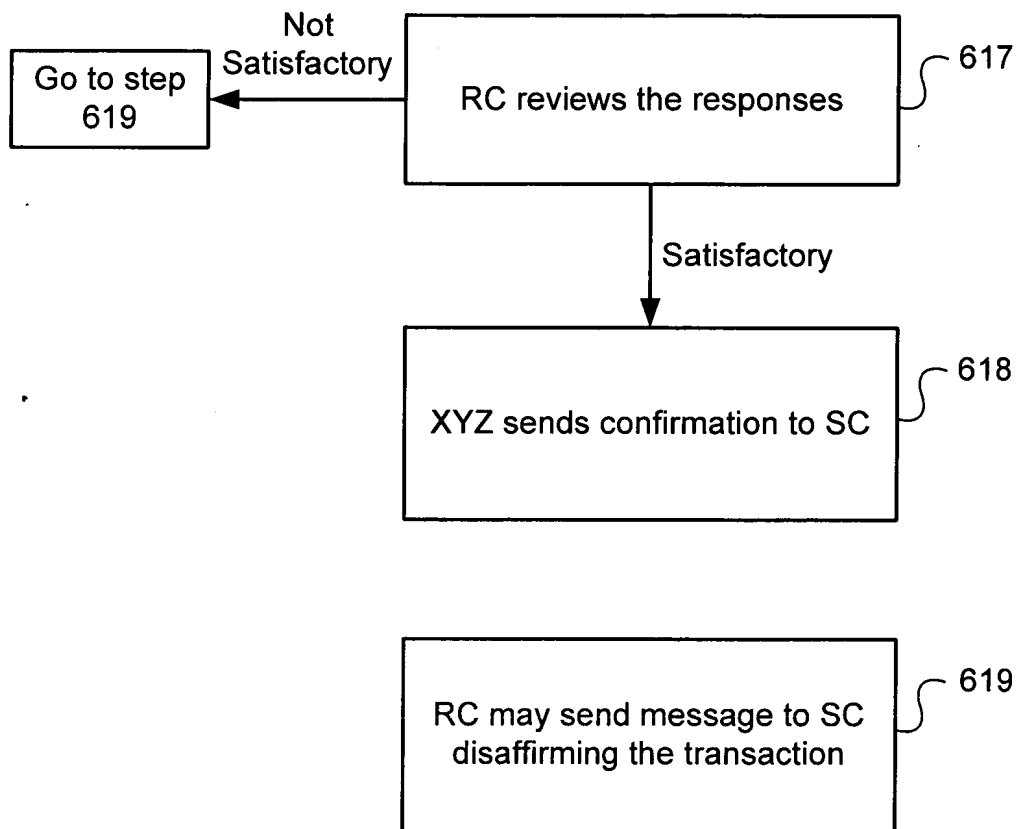 Not
Satisfactory
Go to step
619
RC reviews the responses
617
Satisfactory
XYZ sends confirmation to SC
618
RC may send message to SC
disaffirming the transaction
619